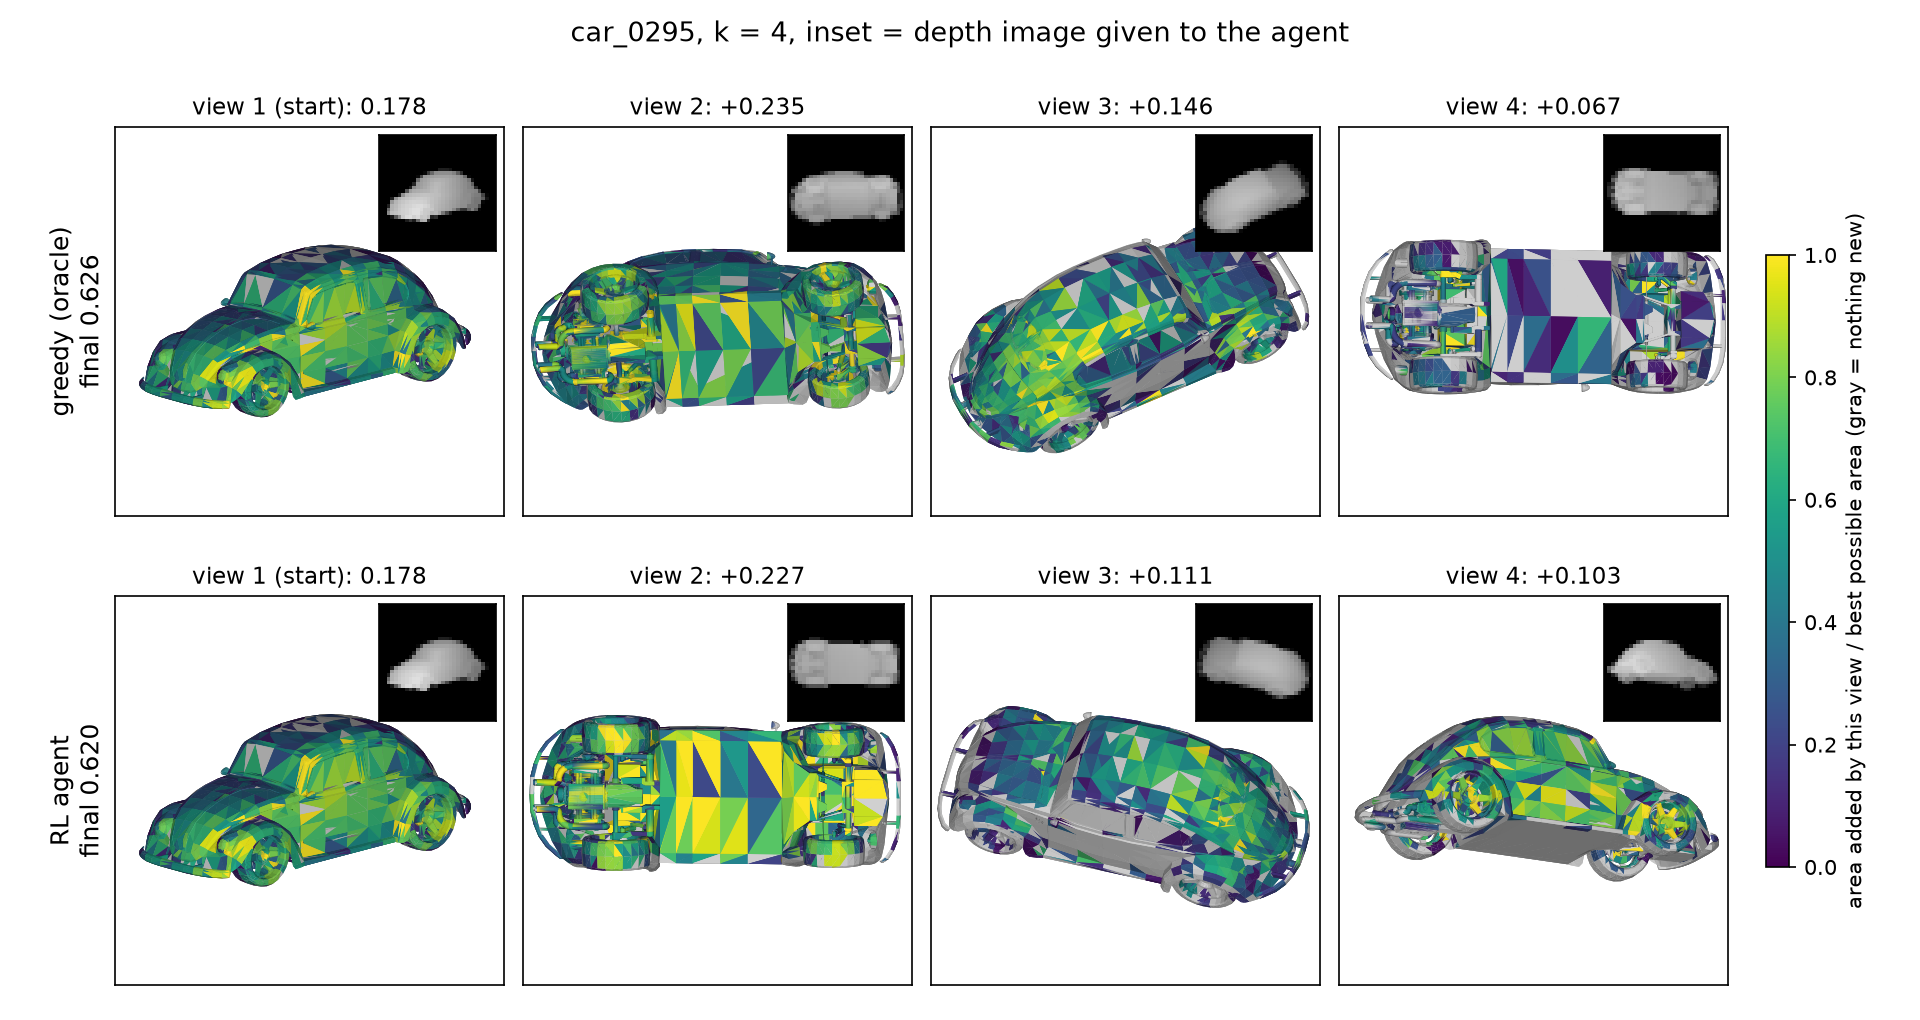 car_0295, k = 4, inset = depth image given to the agent
view 1 (start): 0.178
view 2: +0.235
view 3: +0.146
view 4: +0.067
greedy (oracle)
final 0.626
view 1 (start): 0.178
view 2: +0.227
view 3: +0.111
view 4: +0.103
RL agent
final 0.620
1.0
0.8
0.6
0.4
0.2
0.0
area added by this view / best possible area (gray = nothing new)